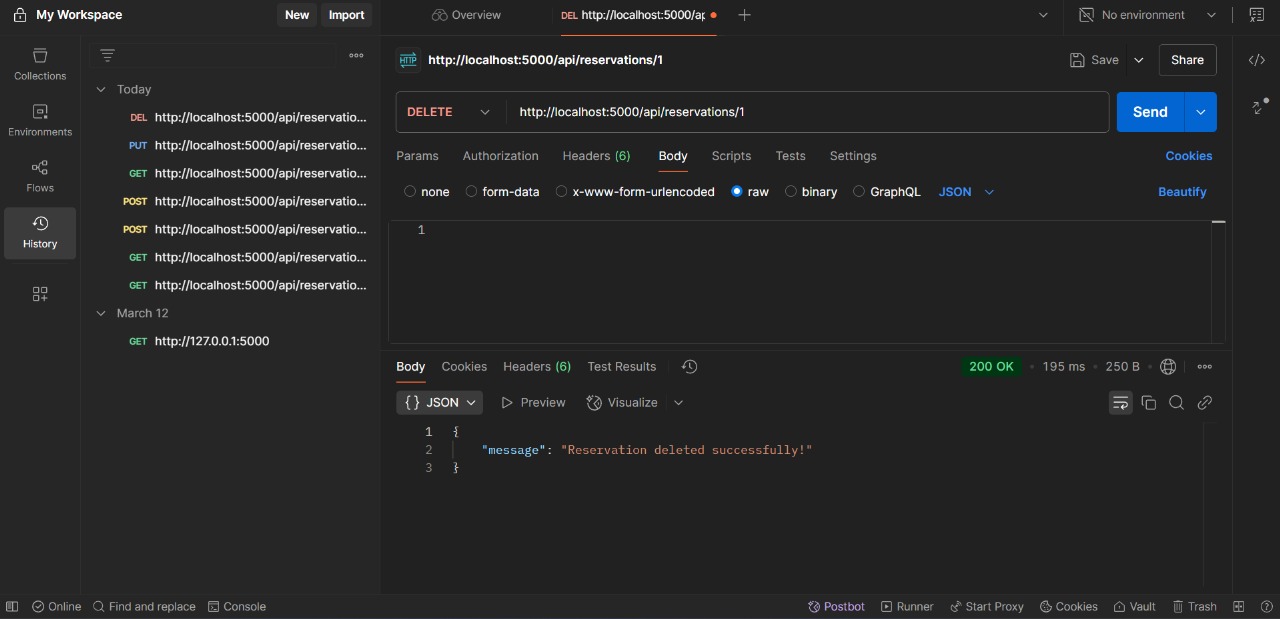 My Workspace
New
Import
Overview
DEL http://localhost:5000/ap
No environment
Collections
Environments
Flows
History
Today
DEL http://localhost:5000/api/reservatio...
PUT http://localhost:5000/api/reservatio...
GET http://localhost:5000/api/reservatio...
POST http://localhost:5000/api/reservatio...
POST http://localhost:5000/api/reservatio...
GET http://localhost:5000/api/reservatio...
GET http://localhost:5000/api/reservatio...
March 12
GET http://127.0.0.1:5000
HTTP http://localhost:5000/api/reservations/1
Save
Share
DELETE http://localhost:5000/api/reservations/1
Send
Params Authorization Headers (6) Body Scripts Tests Settings Cookies
none form-data x-www-form-urlencoded raw binary GraphQL JSON Beautify
1
Body Cookies Headers (6) Test Results 200 OK 195 ms 250 B
{} JSON Preview Visualize
1 {
2 "message": "Reservation deleted successfully!"
3 }
Online Find and replace Console Postbot Runner Start Proxy Cookies Vault Trash